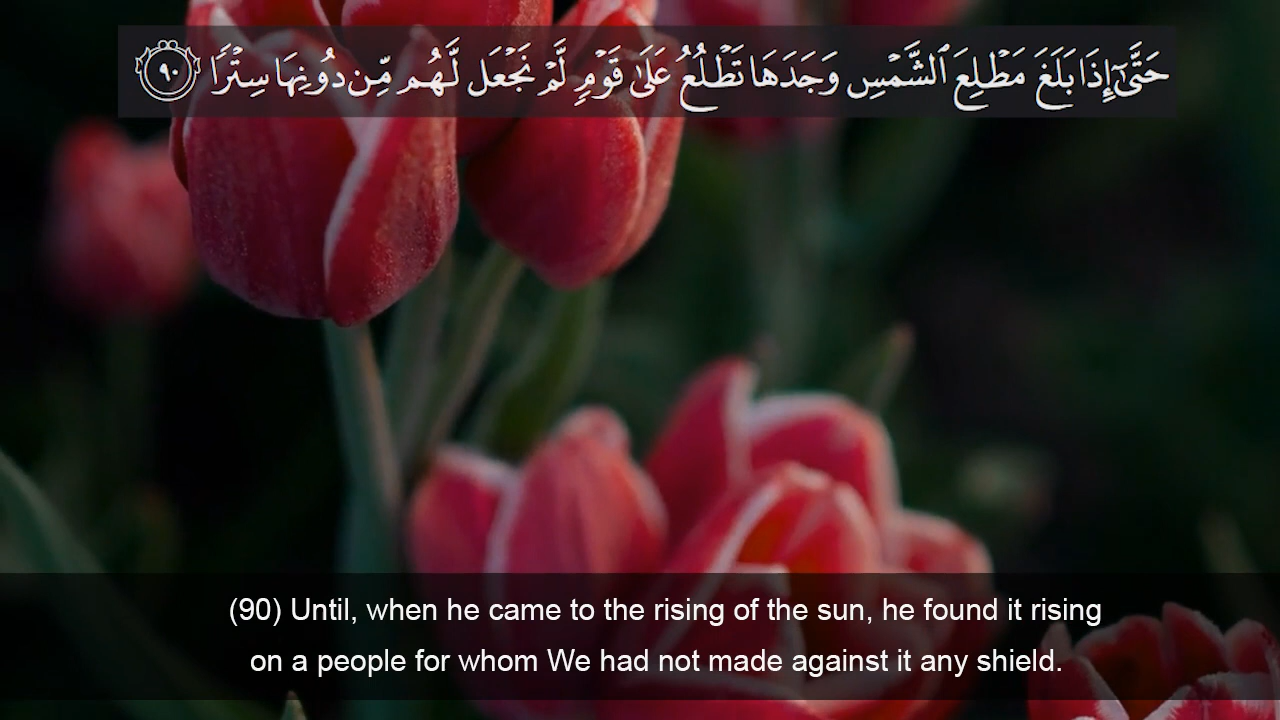 حَتَّىٰٓ إِذَا بَلَغَ مَطْلِعَ ٱلشَّمْسِ وَجَدَهَا تَطْلُعُ عَلَىٰ قَوْمٍ لَّمْ نَجْعَل لَّهُم مِّن دُونِهَا سِتْرًا ٩٠
(90) Until, when he came to the rising of the sun, he found it rising
on a people for whom We had not made against it any shield.